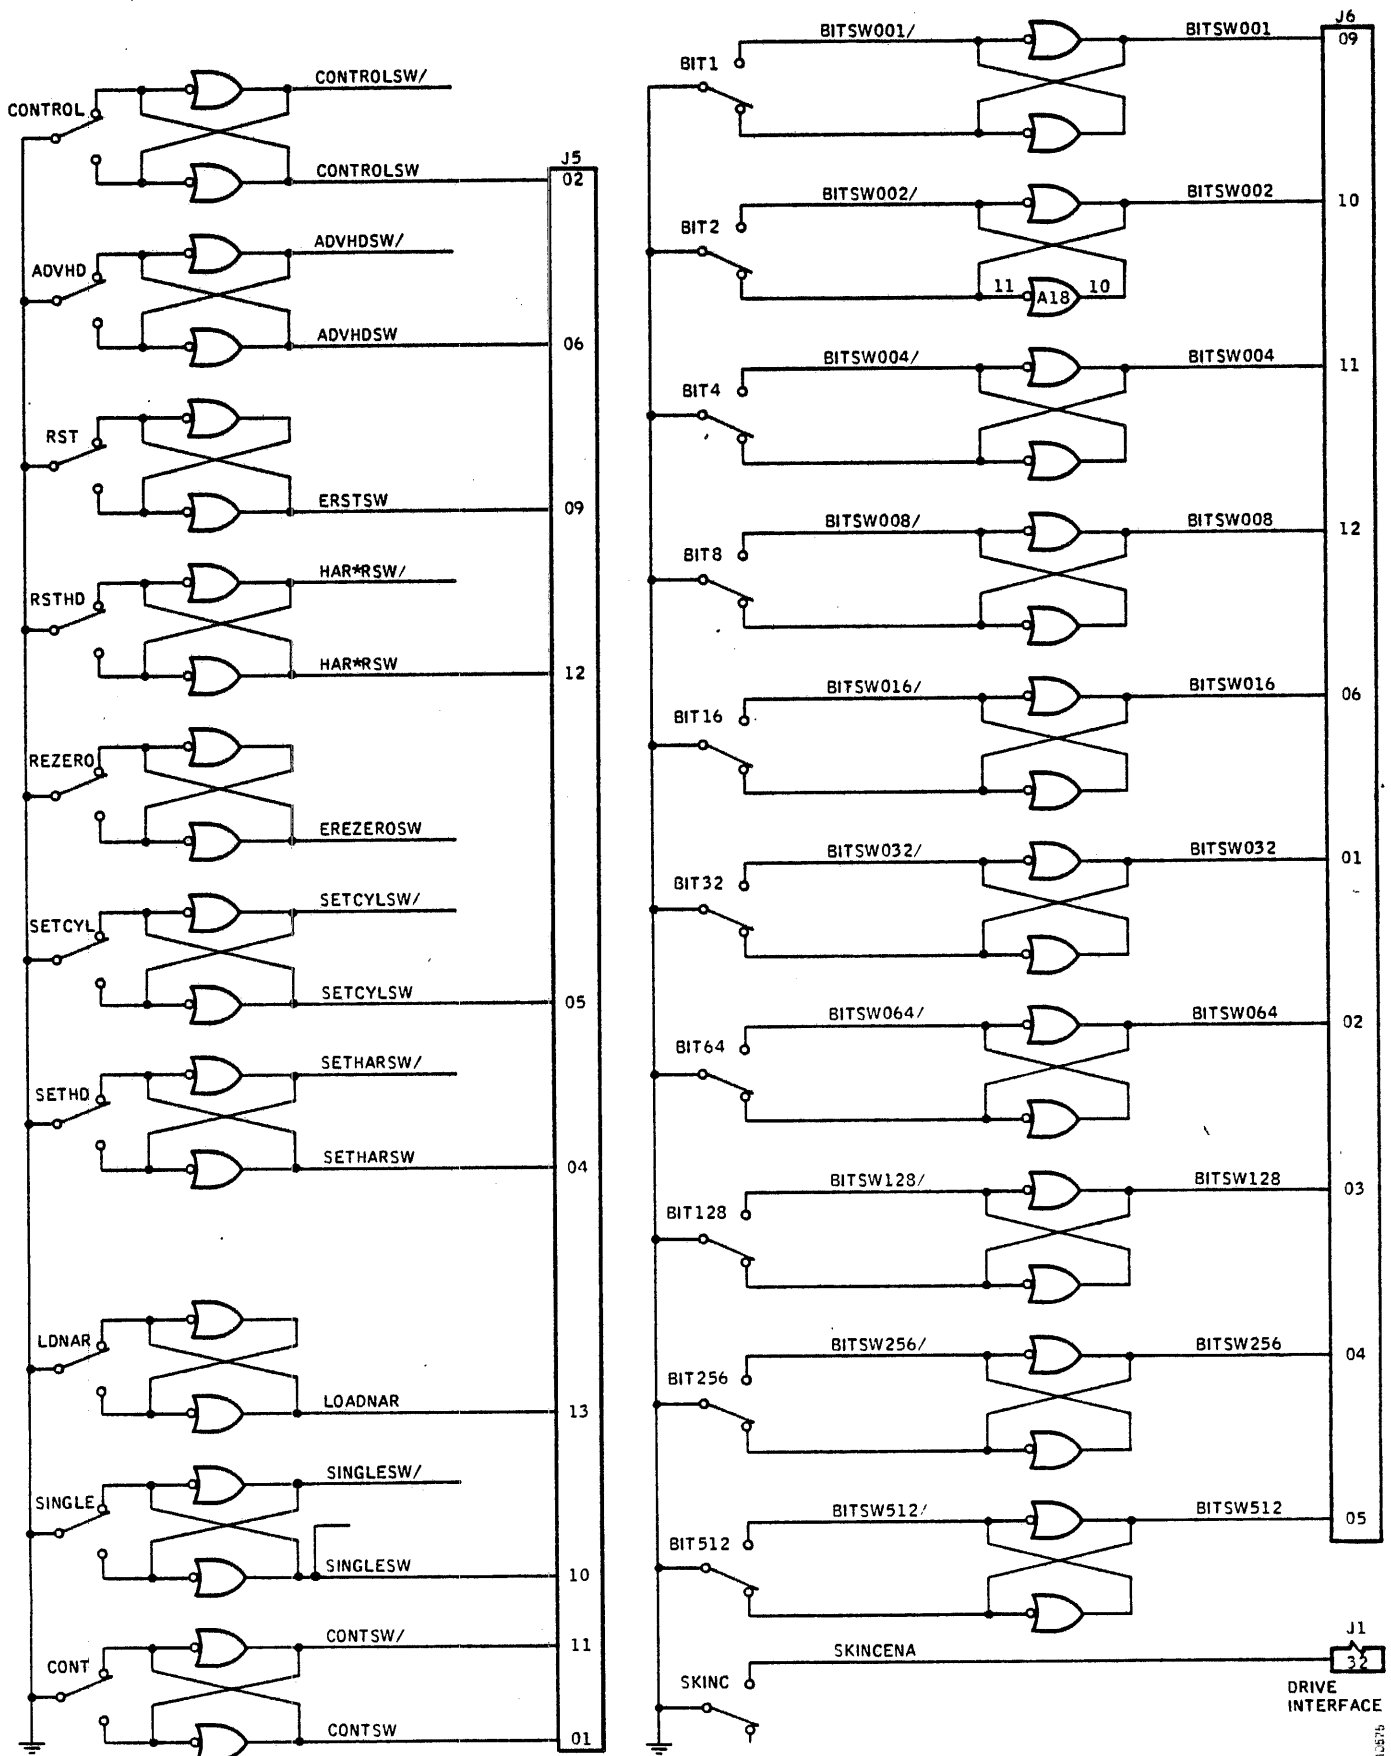 CONTROL
CONTROLSW/
CONTROLSW
J5
02
ADVHD
ADVHDSW/
ADVHDSW
06
RST
ERSTSW
09
RSTHD
HAR*RSW/
HAR*RSW
12
REZERO
EREZEROSW
SETCYL
SETCYLSW/
SETCYLSW
05
SETHD
SETHARSW/
SETHARSW
04
LDNAR
LOADNAR
13
SINGLE
SINGLESW/
SINGLESW
10
CONT
CONTSW/
11
CONTSW
01
J6
BIT1
BITSW001/
BITSW001
09
BIT2
BITSW002/
BITSW002
10
11
A18
10
BIT4
BITSW004/
BITSW004
11
BIT8
BITSW008/
BITSW008
12
BIT16
BITSW016/
BITSW016
06
BIT32
BITSW032/
BITSW032
01
BIT64
BITSW064/
BITSW064
02
BIT128
BITSW128/
BITSW128
03
BIT256
BITSW256/
BITSW256
04
BIT512
BITSW512/
BITSW512
05
SKINC
SKINCENA
J1
32
DRIVE
INTERFACE